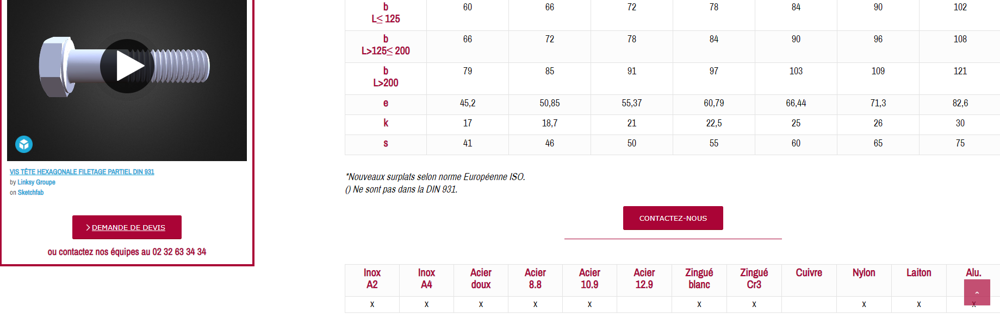 VIS TÊTE HEXAGONALE FILETAGE PARTIEL DIN 931
by Linksy Groupe
on Sketchfab
DEMANDE DE DEVIS
ou contactez nos équipes au 02 32 63 34 34
b
L≤ 125 60 66 72 78 84 90 102
b
L>125≤ 200 66 72 78 84 90 96 108
b
L>200 79 85 91 97 103 109 121
e 45,2 50,85 55,37 60,79 66,44 71,3 82,6
k 17 18,7 21 22,5 25 26 30
s 41 46 50 55 60 65 75
*Nouveaux surplats selon norme Européenne ISO.
() Ne sont pas dans la DIN 931.
CONTACTEZ-NOUS
Inox Inox Acier Acier Acier Acier Zingué Zingué Cuivre Nylon Laiton Alu.
A2 A4 doux 8.8 10.9 12.9 blanc Cr3
x x x x x x x x x x